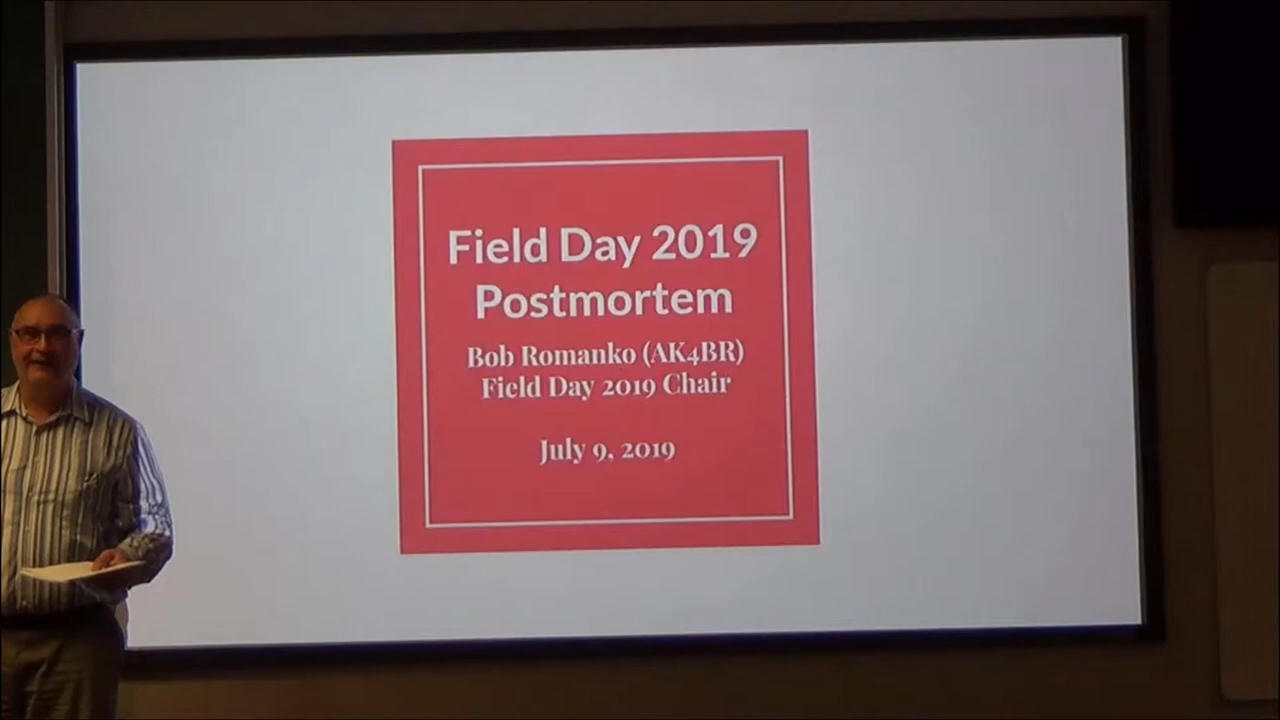 Field Day 2019
Postmortem
Bob Romanko (AK4BR)
Field Day 2019 Chair
July 9, 2019